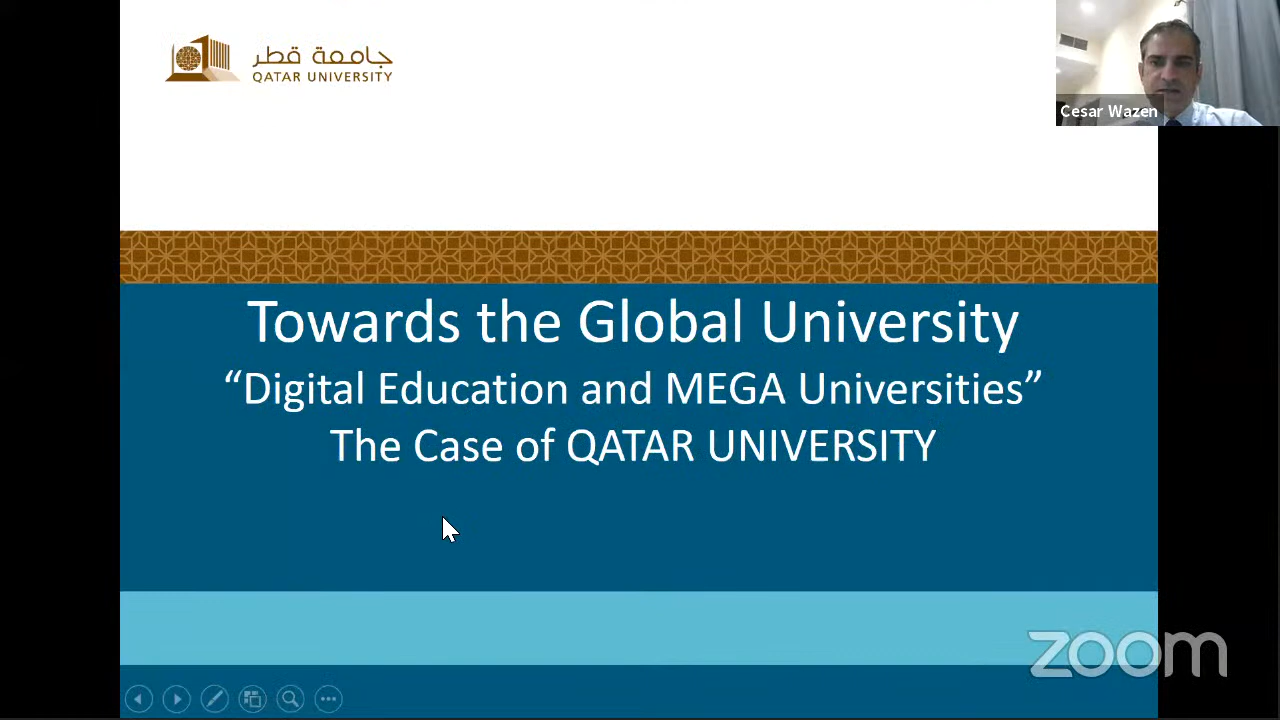 جامعة قطر
QATAR UNIVERSITY
Cesar Wazen
Towards the Global University
“Digital Education and MEGA Universities”
The Case of QATAR UNIVERSITY
zoom